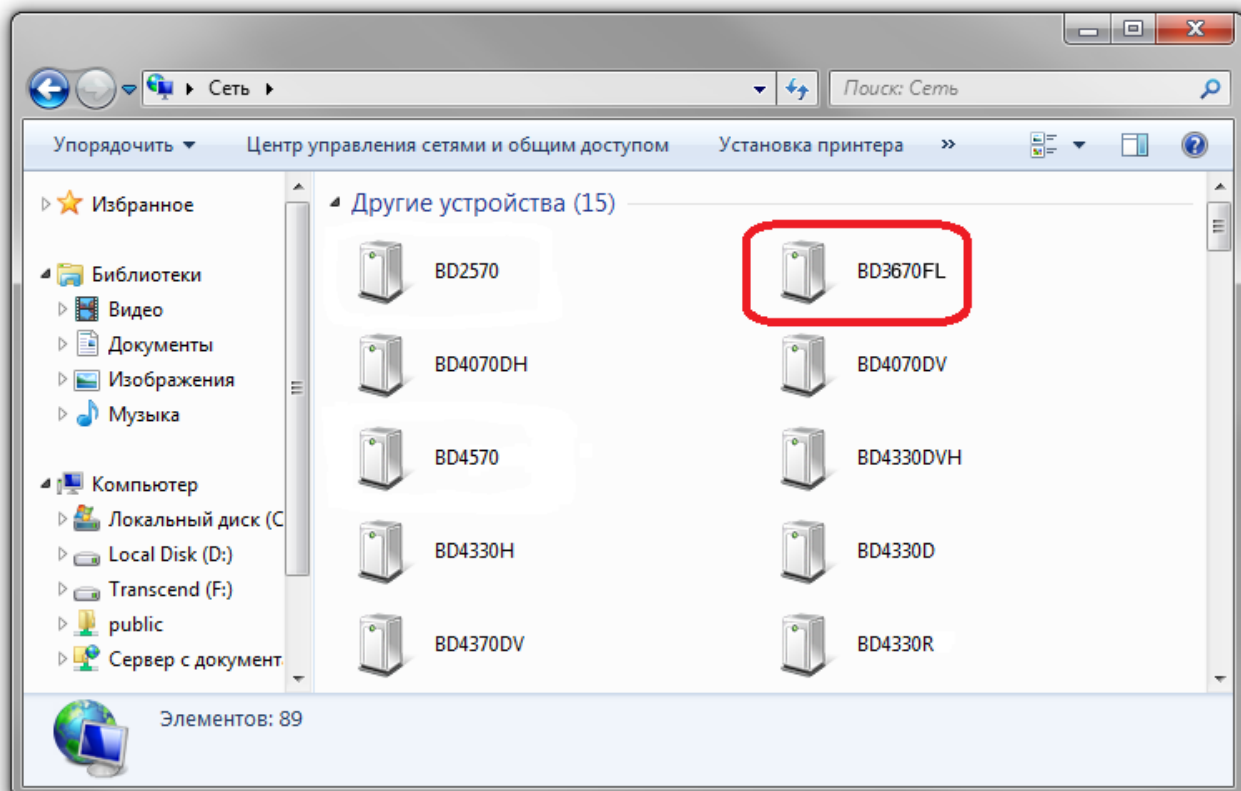 Сеть
Поиск: Сеть
Упорядочить Центр управления сетями и общим доступом Установка принтера »
Избранное
Библиотеки
Видео
Документы
Изображения
Музыка
Компьютер
Локальный диск (C
Local Disk (D:)
Transcend (F:)
public
Сервер с документ
Другие устройства (15)
BD2570 BD3670FL
BD4070DH BD4070DV
BD4570 BD4330DVH
BD4330H BD4330D
BD4370DV BD4330R
Элементов: 89